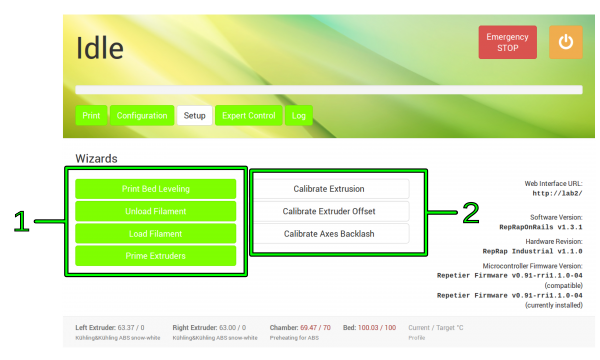 Idle
Emergency
STOP
Print Configuration Setup Expert Control Log
Wizards
1
Print Bed Leveling
Unload Filament
Load Filament
Prime Extruders
Calibrate Extrusion
Calibrate Extruder Offset
Calibrate Axes Backlash
2
Web Interface URL:
http://lab2/
Software Version:
RepRapOnRails v1.3.1
Hardware Revision:
RepRap Industrial v1.1.0
Microcontroller Firmware Version:
Repetier Firmware v0.91-rri1.1.0-04
(compatible)
Repetier Firmware v0.91-rri1.1.0-04
(currently installed)
Left Extruder: 63.37 / 0 Right Extruder: 63.00 / 0 Chamber: 69.47 / 70 Bed: 100.03 / 100 Current / Target °C
Kühling&Kühling ABS snow-white Kühling&Kühling ABS snow-white Preheating for ABS Profile